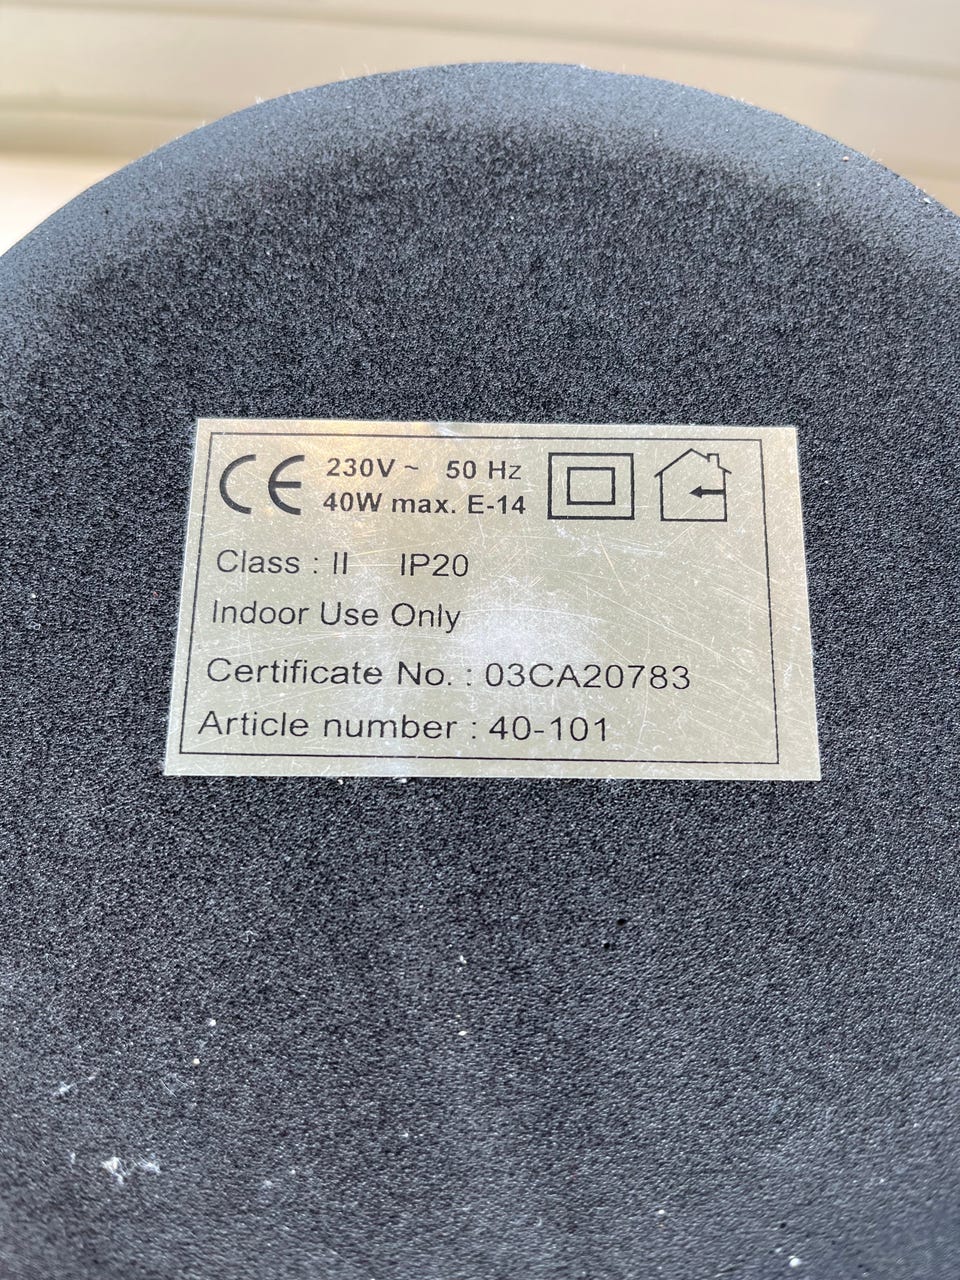 CE 230V ~ 50 Hz
40W max. E-14
Class : II IP20
Indoor Use Only
Certificate No. : 03CA20783
Article number : 40-101